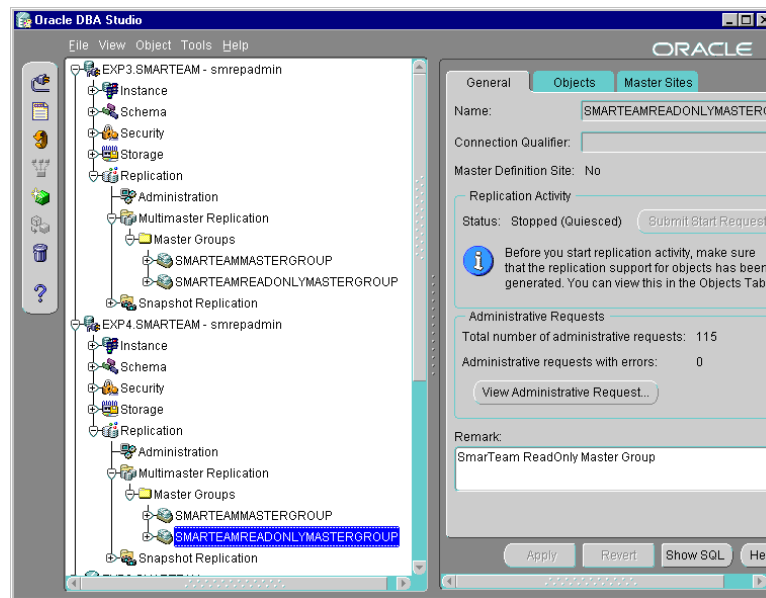 Oracle DBA Studio
File View Object Tools Help
ORACLE
EXP3.SMARTEAM - smrepadmin
Instance
Schema
Security
Storage
Replication
Administration
Multimaster Replication
Master Groups
SMARTEAMMASTERGROUP
SMARTEAMREADONLYMASTERGROUP
Snapshot Replication
EXP4.SMARTEAM - smrepadmin
Instance
Schema
Security
Storage
Replication
Administration
Multimaster Replication
Master Groups
SMARTEAMMASTERGROUP
SMARTEAMREADONLYMASTERGROUP
Snapshot Replication
General Objects Master Sites
Name: SMARTEAMREADONLYMASTERG
Connection Qualifier:
Master Definition Site: No
Replication Activity
Status: Stopped (Quiesced) Submit Start Request
Before you start replication activity, make sure
that the replication support for objects has been
generated. You can view this in the Objects Tab
Administrative Requests
Total number of administrative requests: 115
Administrative requests with errors: 0
View Administrative Request...
Remark:
SmarTeam ReadOnly Master Group
Apply Revert Show SQL He